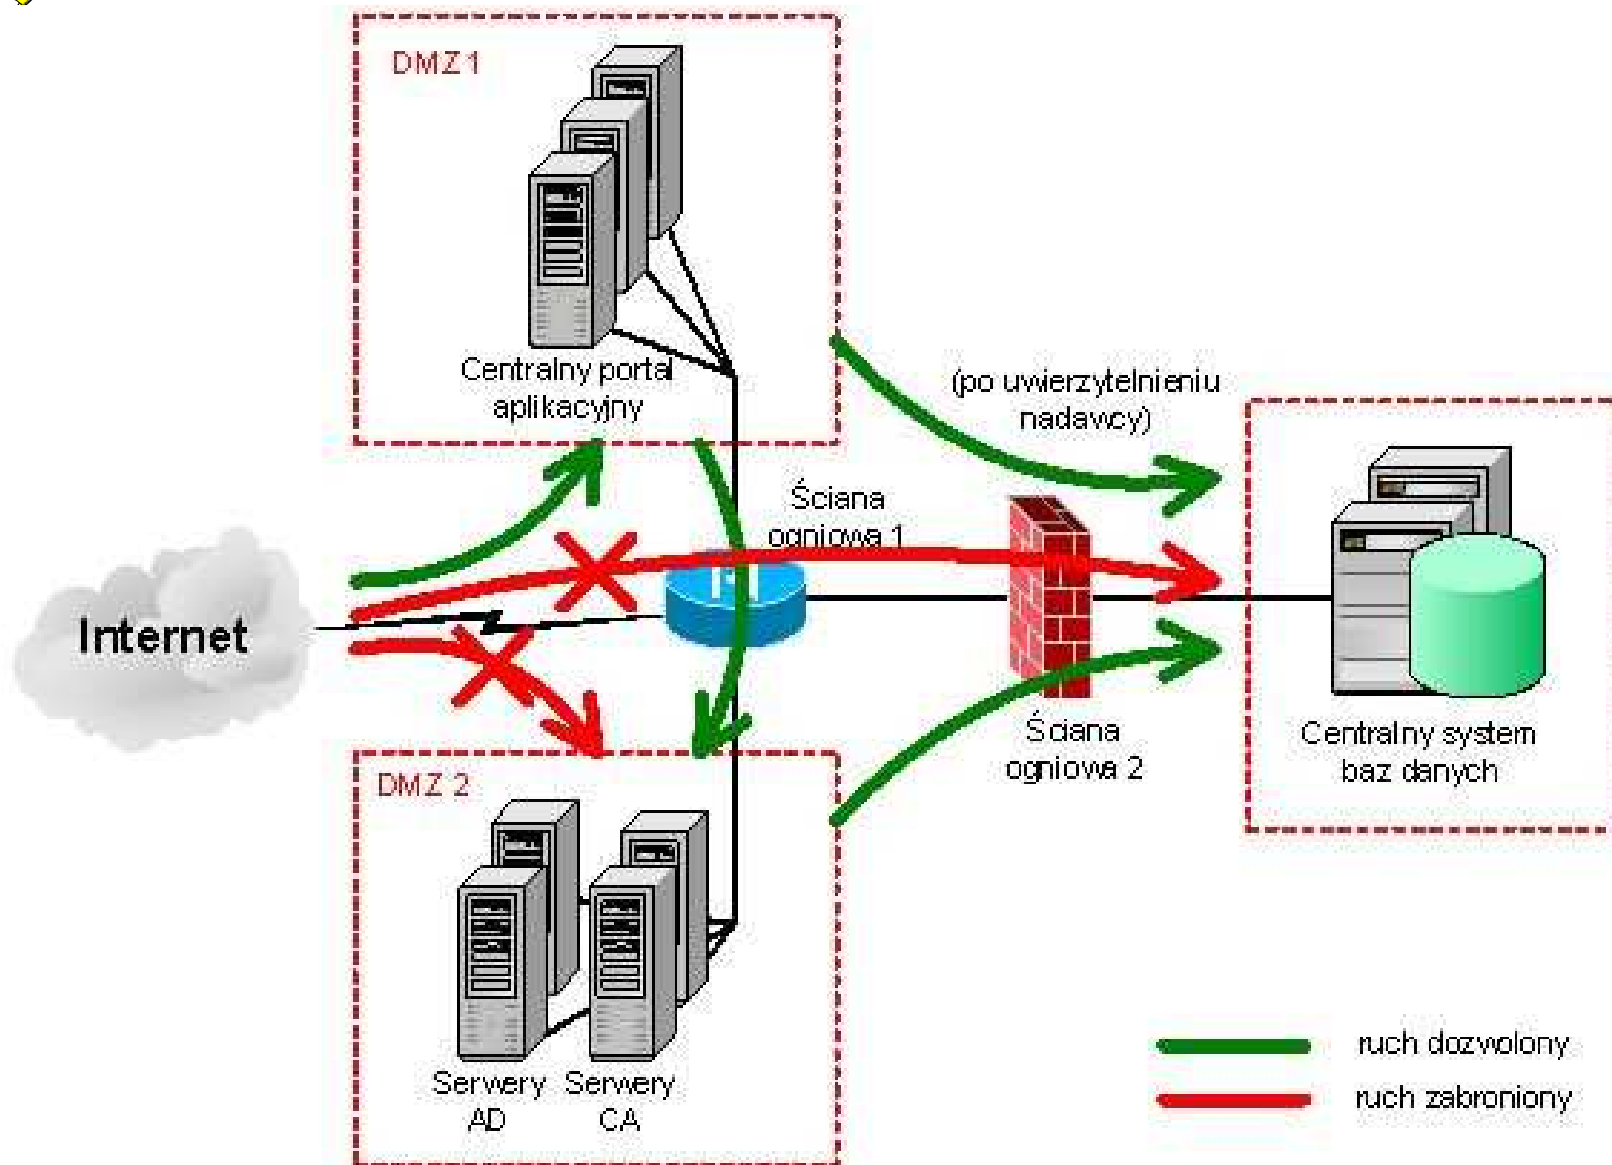 DMZ 1
Centralny portal
aplikacyjny
(po uwierzytelnieniu
nadawcy)
Ściana
ogniowa 1
Internet
Ściana
ogniowa 2
Centralny system
baz danych
DMZ 2
Serwery
AD
Serwery
CA
ruch dozwolony
ruch zabroniony